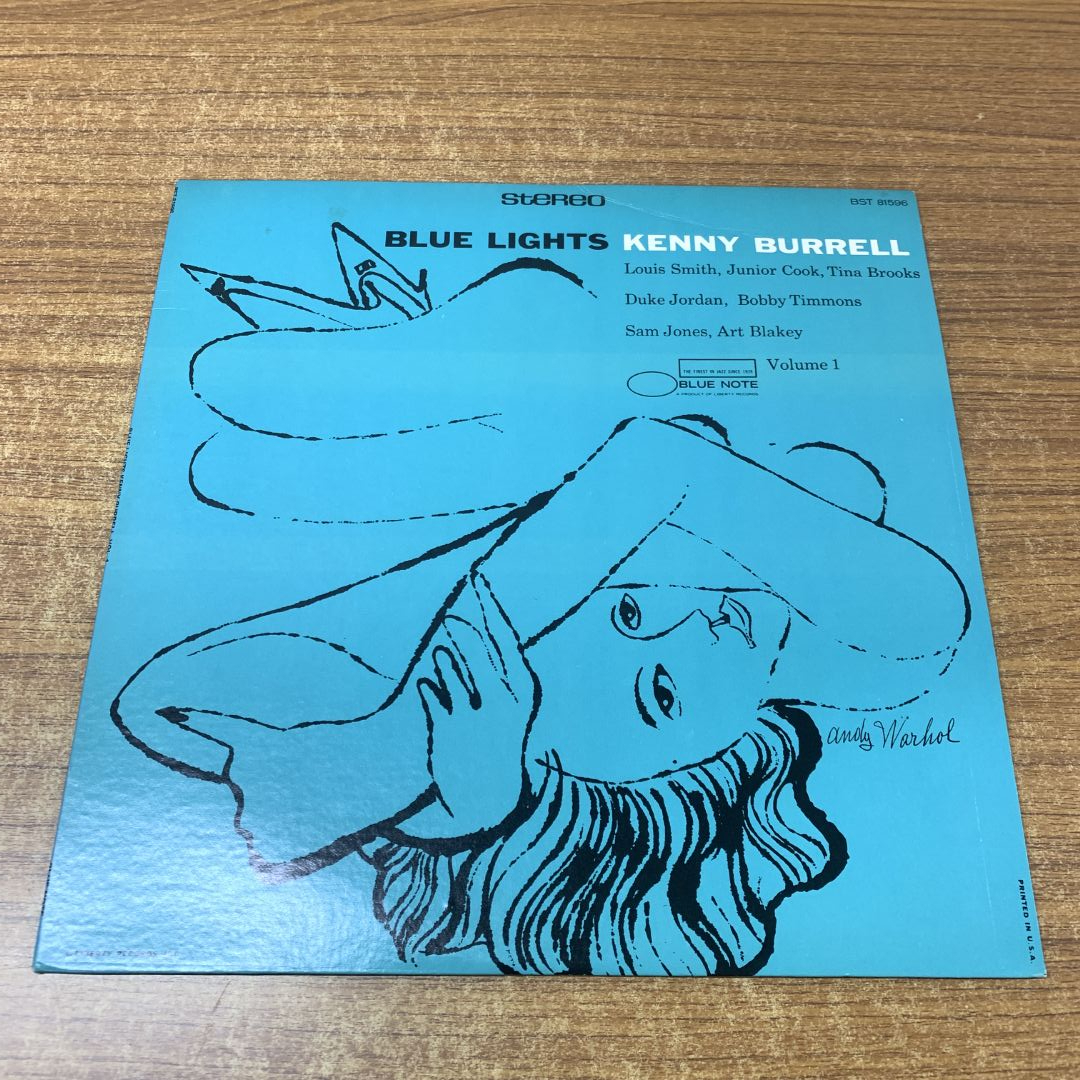 STEREO
BST 81596
BLUE LIGHTS KENNY BURRELL
Louis Smith, Junior Cook, Tina Brooks
Duke Jordan, Bobby Timmons
Sam Jones, Art Blakey
Volume 1
THE FINEST IN JAZZ SINCE 1939
BLUE NOTE
A PRODUCT OF LIBERTY RECORDS
andy Warhol
PRINTED IN U.S.A.